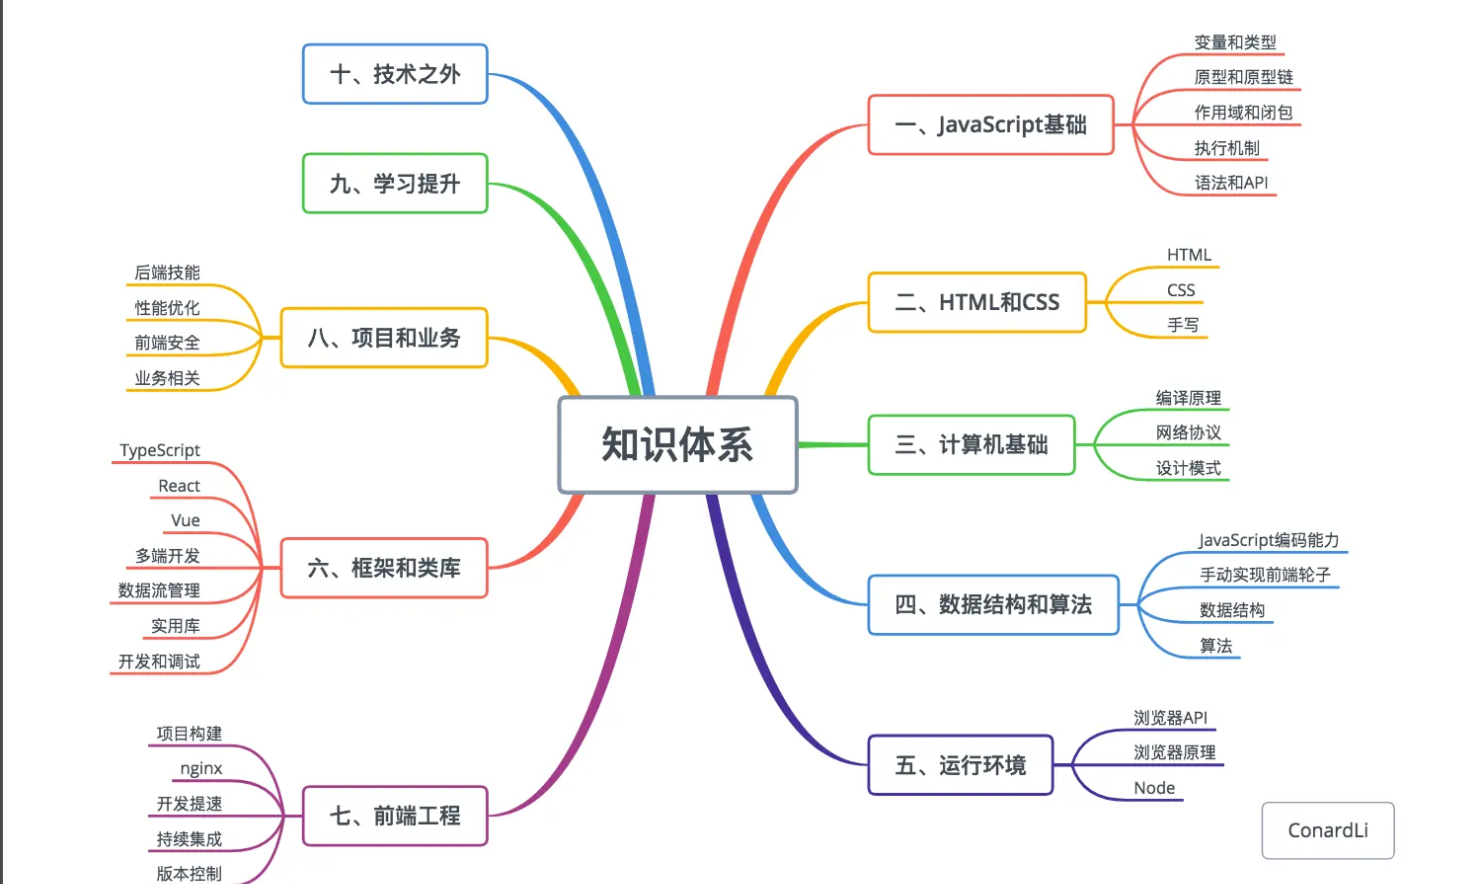 知识体系
一、JavaScript基础
变量和类型
原型和原型链
作用域和闭包
执行机制
语法和API
二、HTML和CSS
HTML
CSS
手写
三、计算机基础
编译原理
网络协议
设计模式
四、数据结构和算法
JavaScript编码能力
手动实现前端轮子
数据结构
算法
五、运行环境
浏览器API
浏览器原理
Node
六、框架和类库
TypeScript
React
Vue
多端开发
数据流管理
实用库
开发和调试
七、前端工程
项目构建
nginx
开发提速
持续集成
版本控制
八、项目和业务
后端技能
性能优化
前端安全
业务相关
九、学习提升
十、技术之外
ConardLi